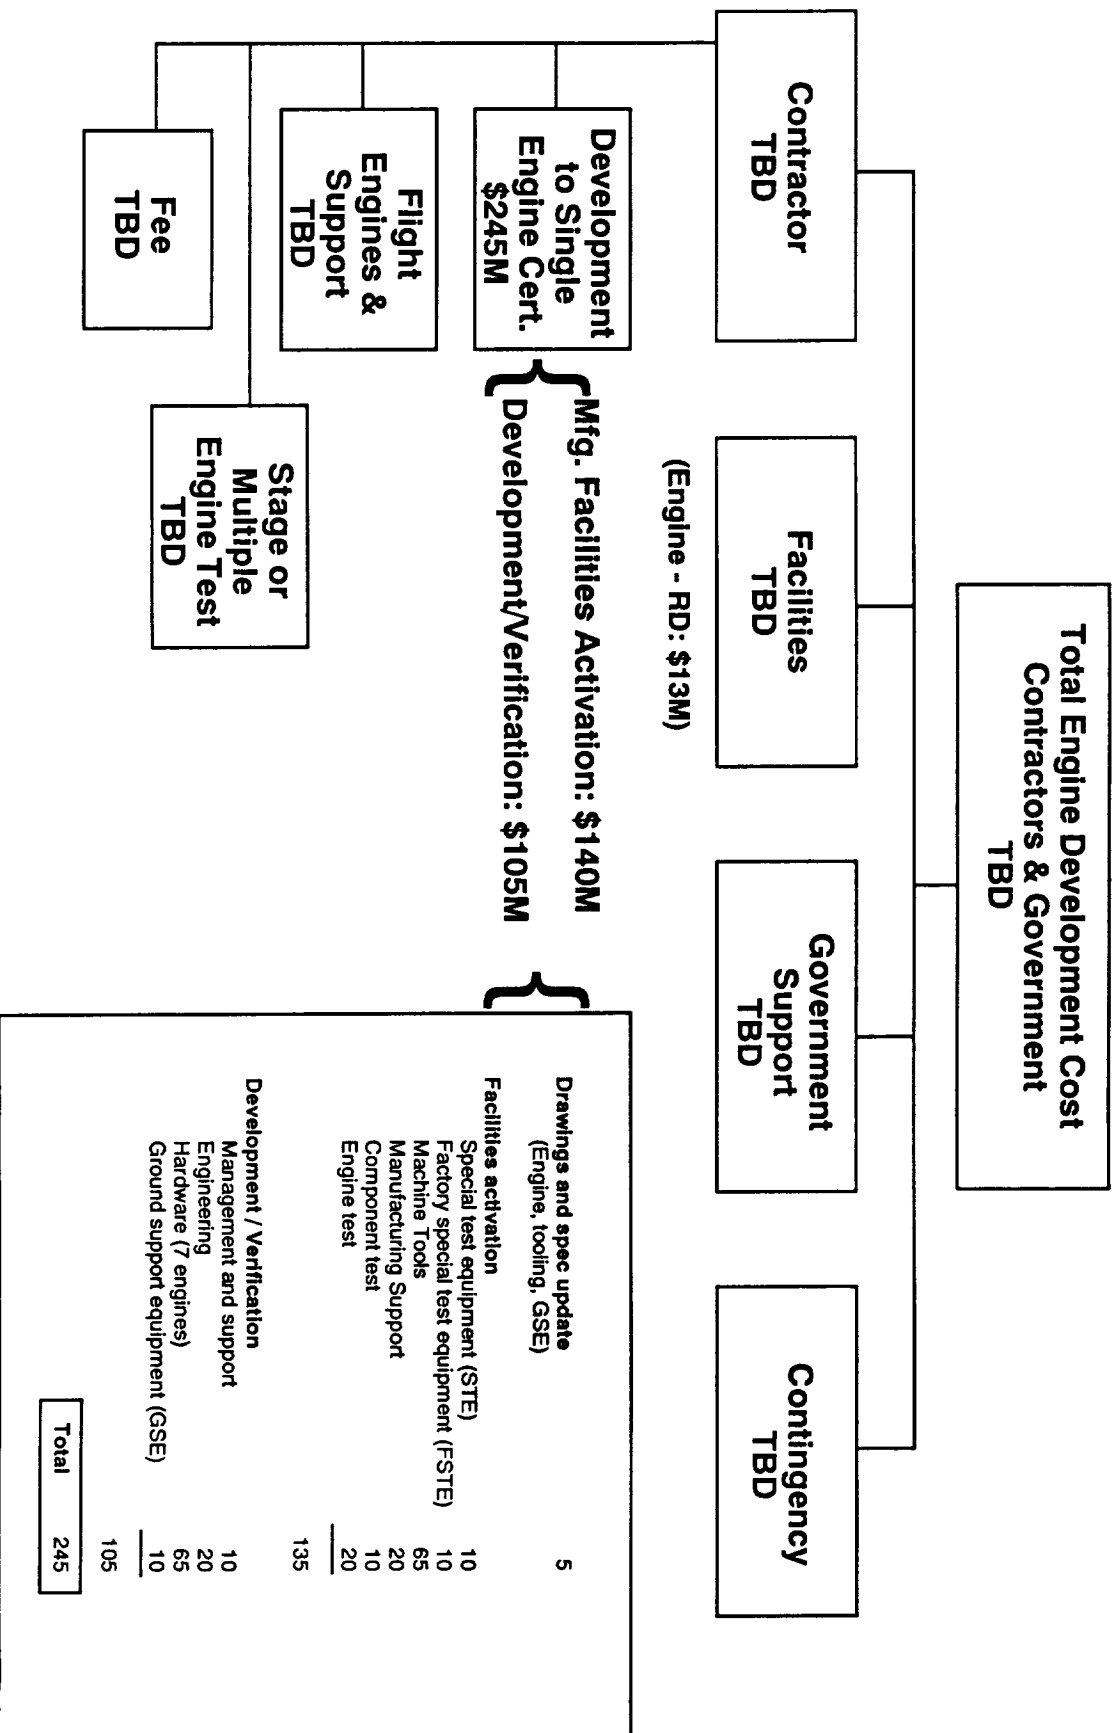 Total Engine Development Cost
Contractors & Government
TBD
Contractor
TBD
Facilities
TBD
(Engine - RD: $13M)
Government
Support
TBD
Contingency
TBD
Development
to Single
Engine Cert.
$245M
Mfg. Facilities Activation: $140M
Development/Verification: $105M
Flight
Engines &
Support
TBD
Stage or
Multiple
Engine Test
TBD
Fee
TBD
Drawings and spec update 5
(Engine, tooling, GSE)
Facilities activation
Special test equipment (STE) 10
Factory special test equipment (FSTE) 10
Machine Tools 65
Manufacturing Support 20
Component test 10
Engine test 20
135
Development / Verification
Management and support 10
Engineering 20
Hardware (7 engines) 65
Ground support equipment (GSE) 10
105
Total 245